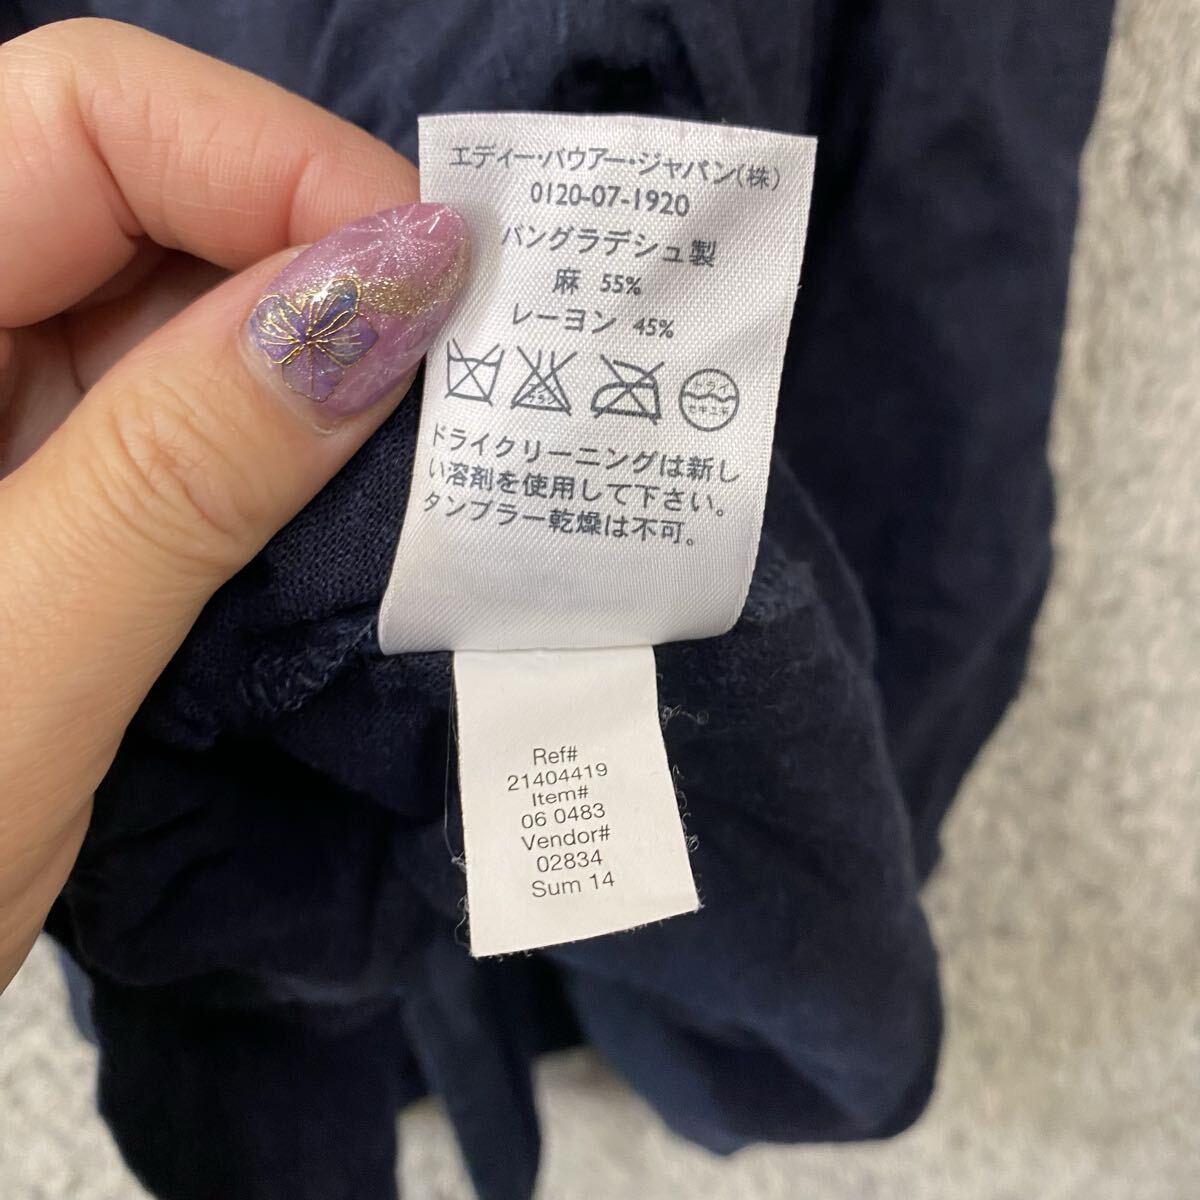 エディー・バウアー・ジャパン(株)
0120-07-1920
バングラデシュ製
麻 55%
レーヨン 45%
ドライ
セキユ系
ドライクリーニングは新し
い溶剤を使用して下さい。
タンブラー乾燥は不可。
Ref#
21404419
Item#
06 0483
Vendor#
02834
Sum 14